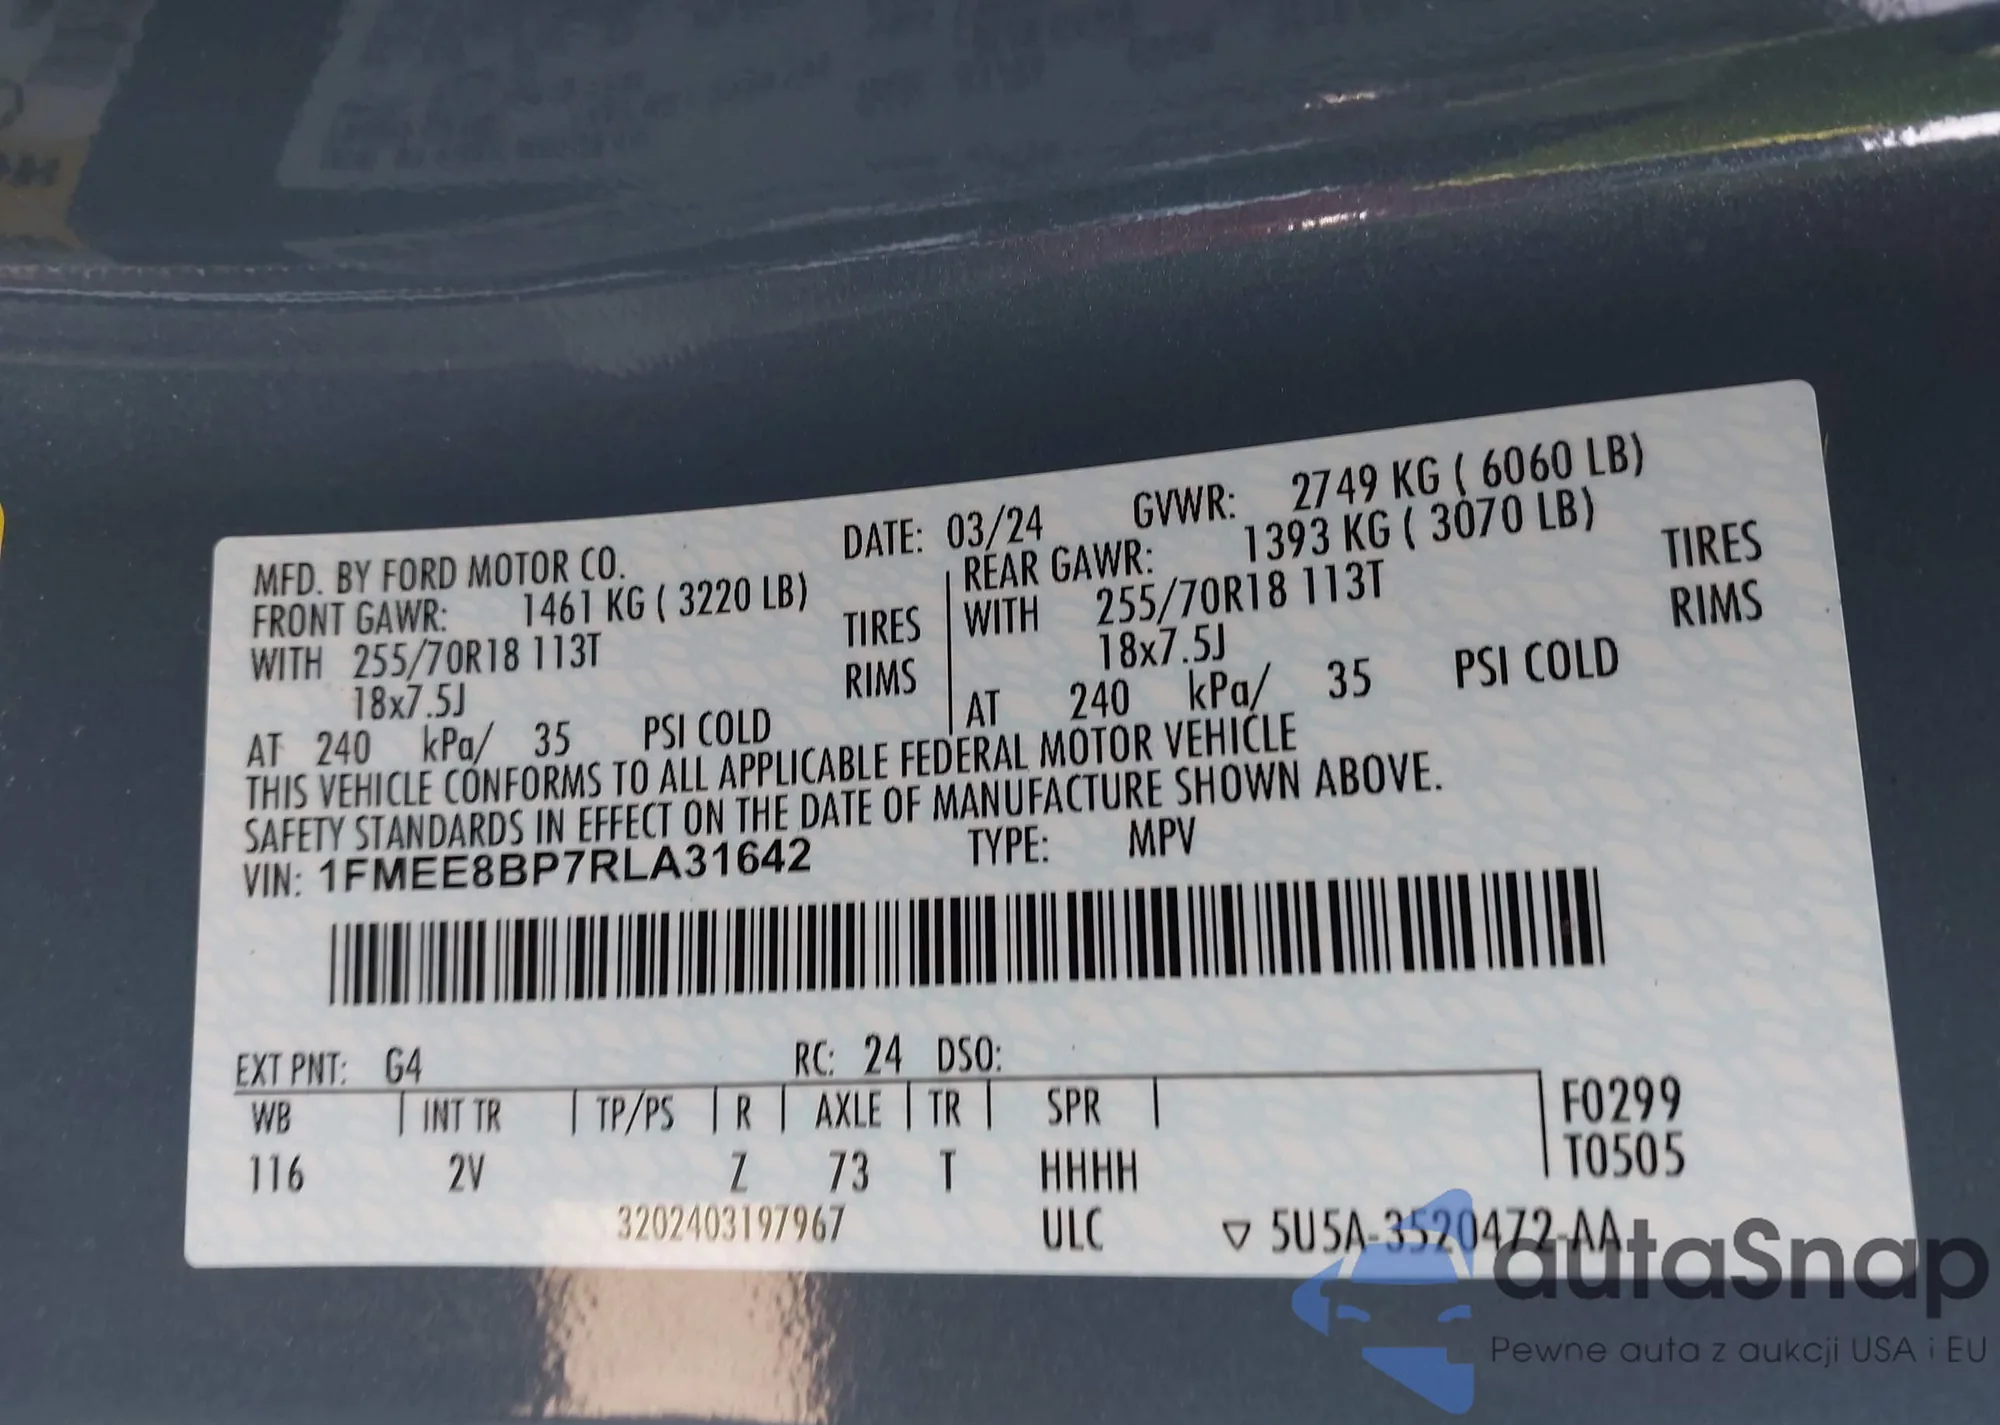 MFD. BY FORD MOTOR CO. DATE: 03/24 GVWR: 2749 KG ( 6060 LB)
FRONT GAWR: 1461 KG ( 3220 LB) REAR GAWR: 1393 KG ( 3070 LB)
WITH 255/70R18 113T TIRES WITH 255/70R18 113T TIRES
18x7.5J RIMS 18x7.5J RIMS
AT 240 kPa/ 35 PSI COLD AT 240 kPa/ 35 PSI COLD
THIS VEHICLE CONFORMS TO ALL APPLICABLE FEDERAL MOTOR VEHICLE
SAFETY STANDARDS IN EFFECT ON THE DATE OF MANUFACTURE SHOWN ABOVE.
VIN: 1FMEE8BP7RLA31642 TYPE: MPV
EXT PNT: G4 RC: 24 DSO:
WB INT TR TP/PS R AXLE TR SPR F0299
T0505
116 2V Z 73 T HHHH
3202403197967 ULC ▽ 5U5A-3520472-AA
autaSnap
Pewne auta z aukcji USA i EU